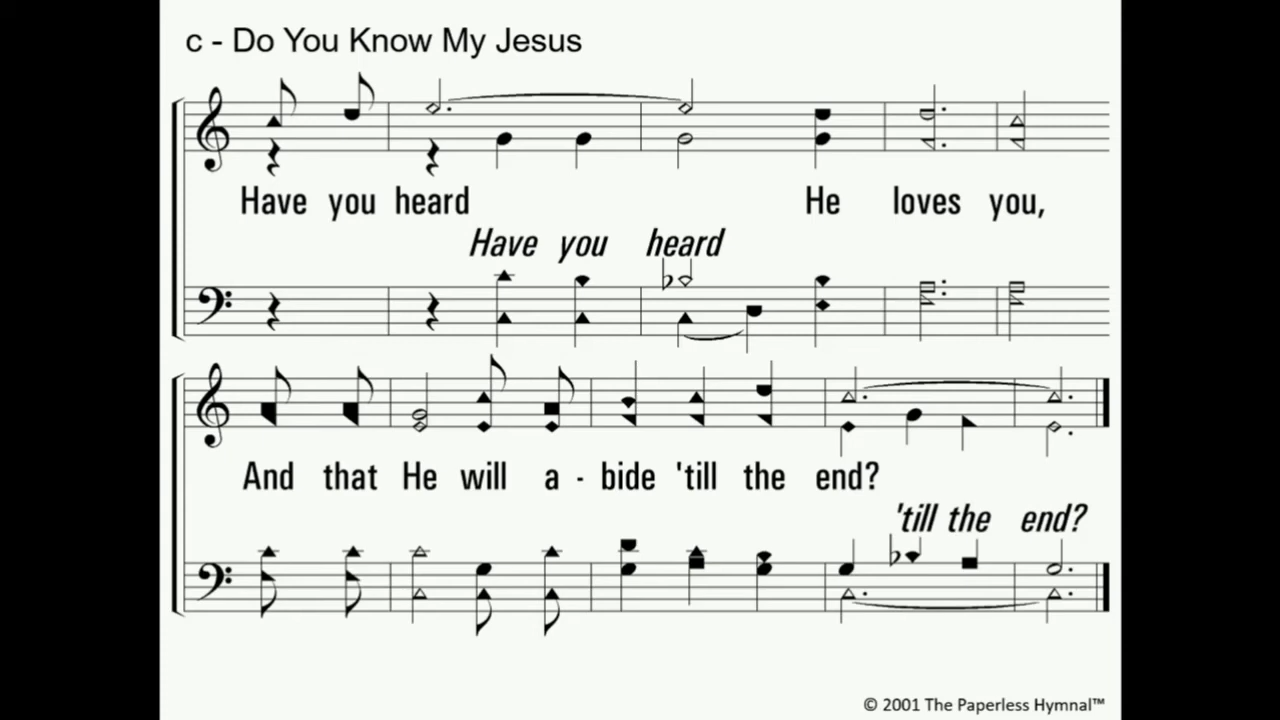 c - Do You Know My Jesus
Have you heard He loves you,
Have you heard
And that He will a - bide 'till the end?
'till the end?
© 2001 The Paperless Hymnal™